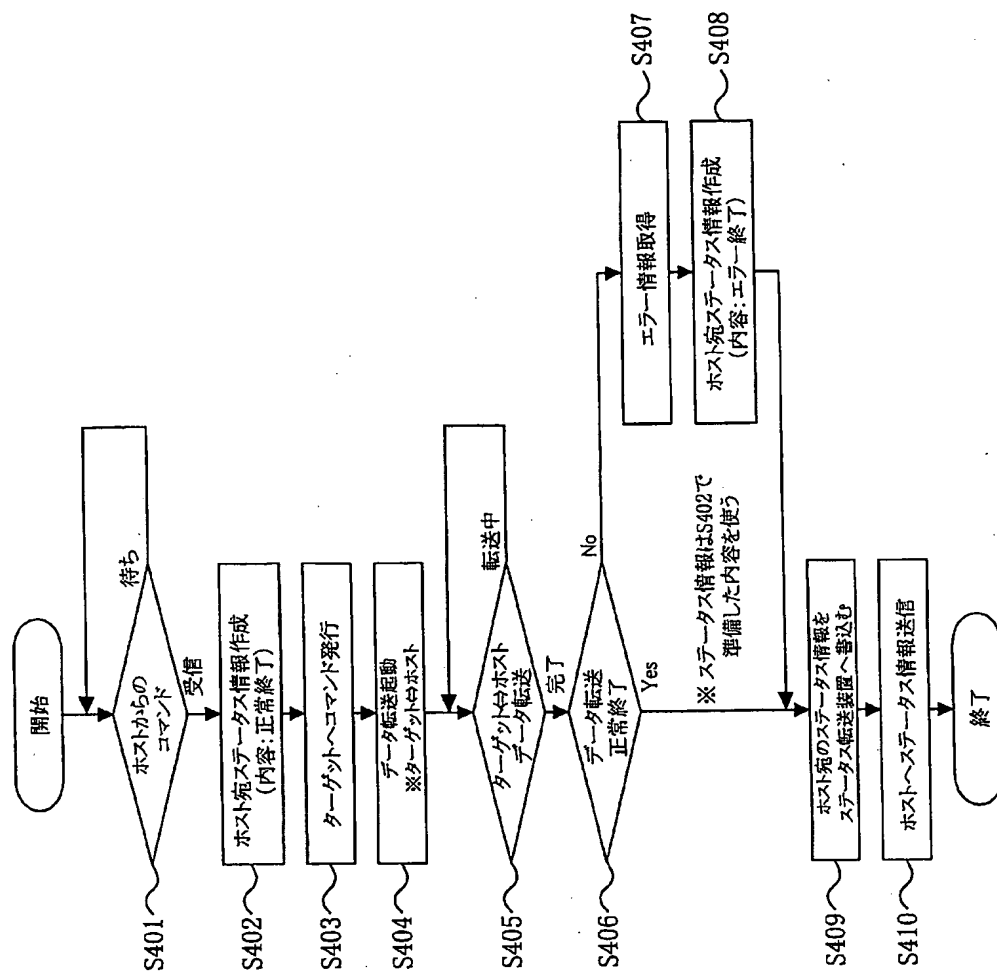 開始
ホストからの
コマンド
待ち
受信
S401
ホスト宛ステータス情報作成
(内容:正常終了)
S402
ターゲットへコマンド発行
S403
データ転送起動
※ターゲット⇔ホスト
S404
ターゲット⇔ホスト
データ転送
転送中
完了
S405
データ転送
正常終了
No
Yes
S406
エラー情報取得
S407
ホスト宛ステータス情報作成
(内容:エラー終了)
S408
※ ステータス情報はS402で
準備した内容を使う
ホスト宛のステータス情報を
ステータス転送装置へ書込む
S409
ホストへステータス情報送信
S410
終了